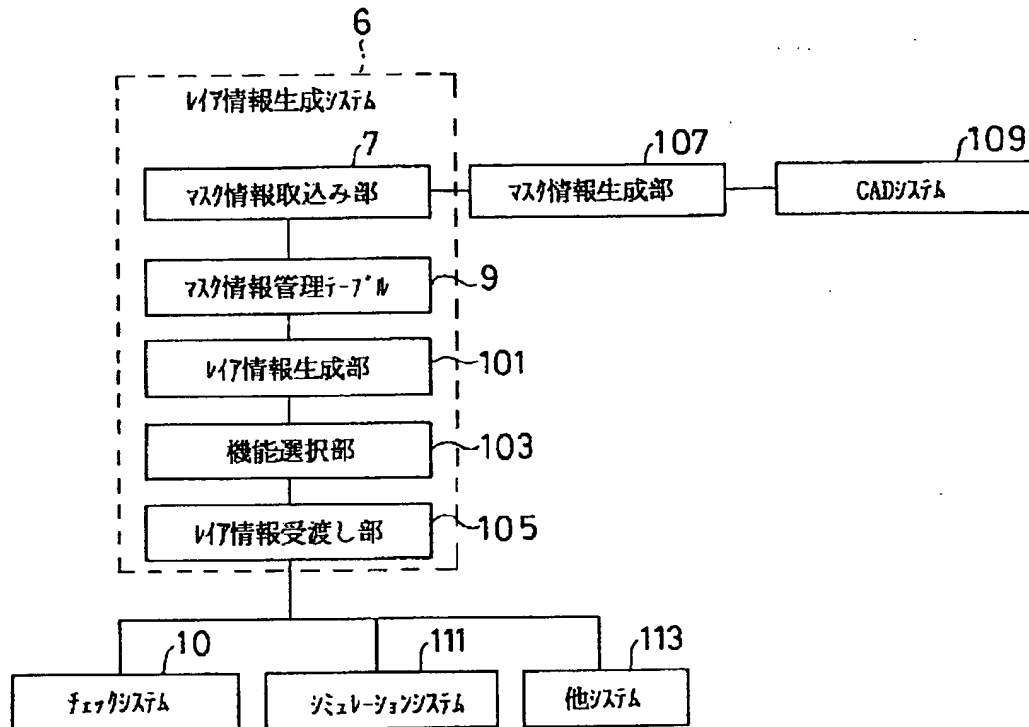 6
ﾚｲｱ情報生成ｼｽﾃﾑ
7
107
109
ﾏｽｸ情報取込み部
ﾏｽｸ情報生成部
CADｼｽﾃﾑ
ﾏｽｸ情報管理ﾃｰﾌﾞﾙ
9
ﾚｲｱ情報生成部
101
機能選択部
103
ﾚｲｱ情報受渡し部
105
10
111
113
ﾁｪｯｸｼｽﾃﾑ
ｼﾐｭﾚｰｼｮﾝｼｽﾃﾑ
他ｼｽﾃﾑ